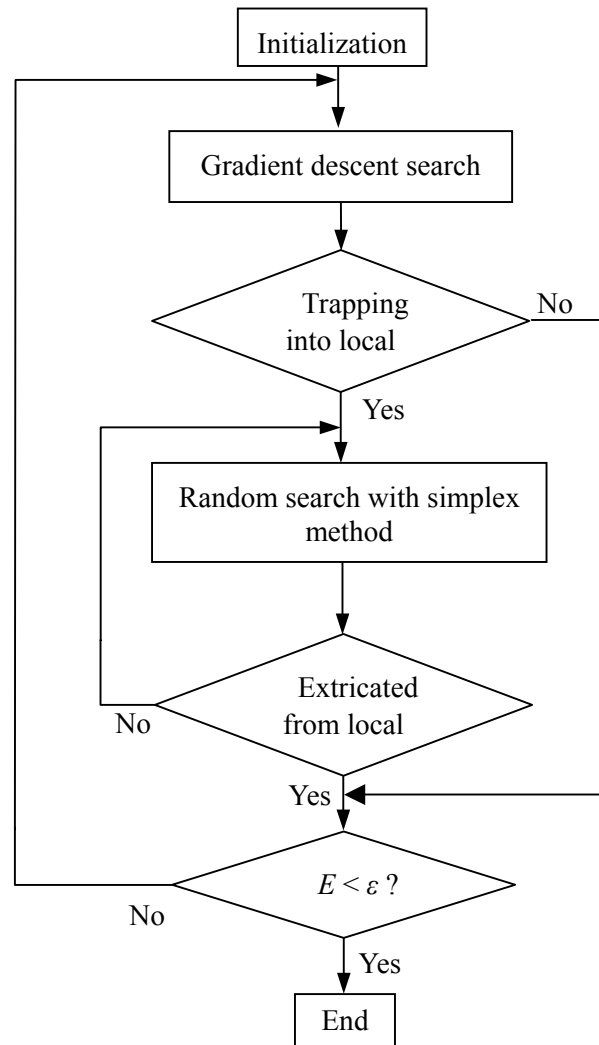 Initialization
Gradient descent search
Trapping
into local
No
Yes
Random search with simplex
method
Extricated
from local
No
Yes
E < ε ?
No
Yes
End